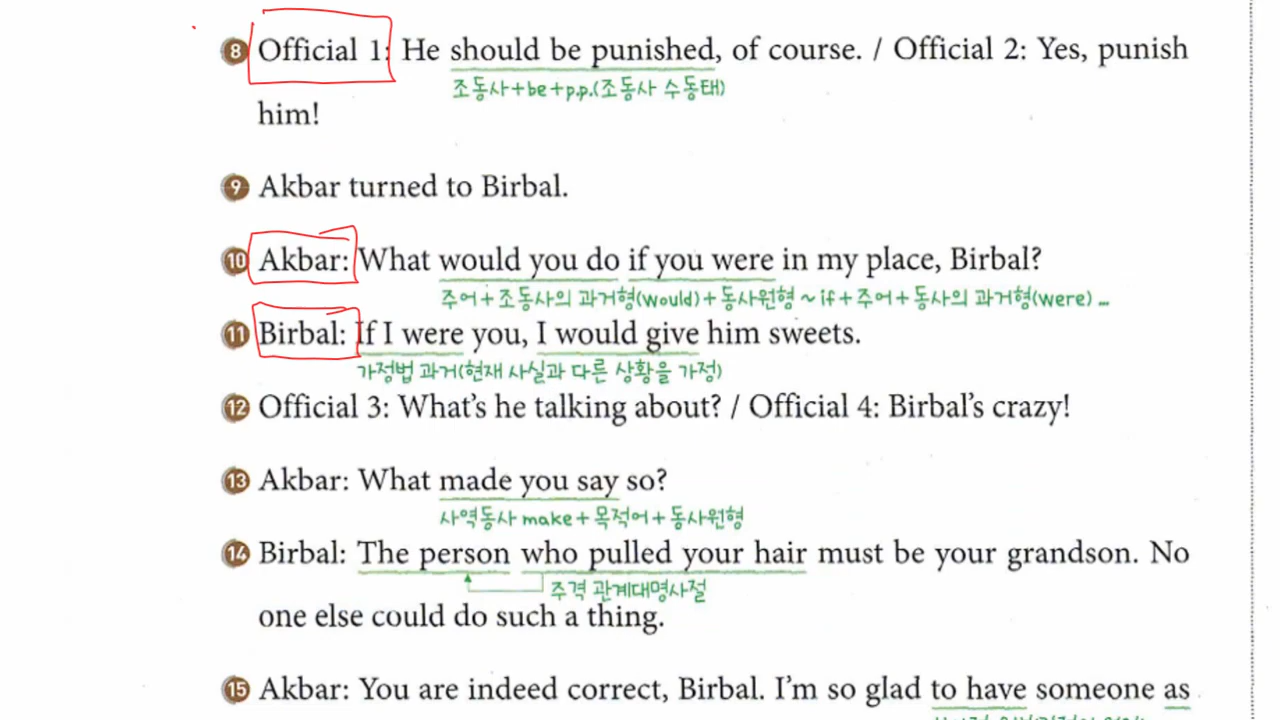 8 Official 1: He should be punished, of course. / Official 2: Yes, punish
조동사+be+p.p.(조동사 수동태)
him!
9 Akbar turned to Birbal.
10 Akbar: What would you do if you were in my place, Birbal?
주어+조동사의 과거형(would)+동사원형 ~ if+주어+동사의 과거형(were) ...
11 Birbal: If I were you, I would give him sweets.
가정법 과거(현재 사실과 다른 상황을 가정)
12 Official 3: What's he talking about? / Official 4: Birbal's crazy!
13 Akbar: What made you say so?
사역동사 make+목적어+동사원형
14 Birbal: The person who pulled your hair must be your grandson. No
주격 관계대명사절
one else could do such a thing.
15 Akbar: You are indeed correct, Birbal. I'm so glad to have someone as